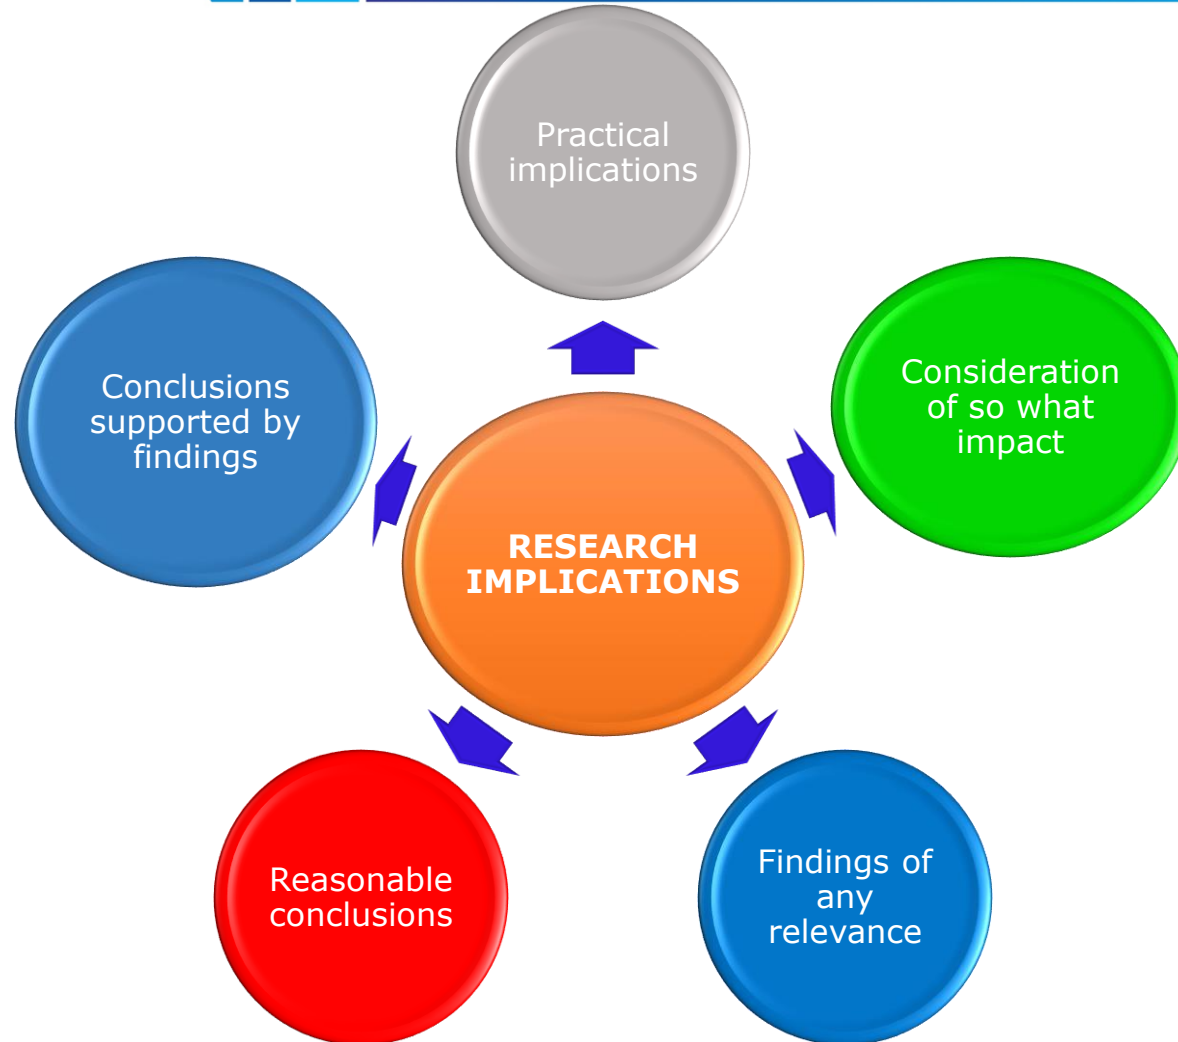 Practical
implications
Consideration
of so what
impact
Conclusions
supported by
findings
RESEARCH
IMPLICATIONS
Findings of
any
relevance
Reasonable
conclusions